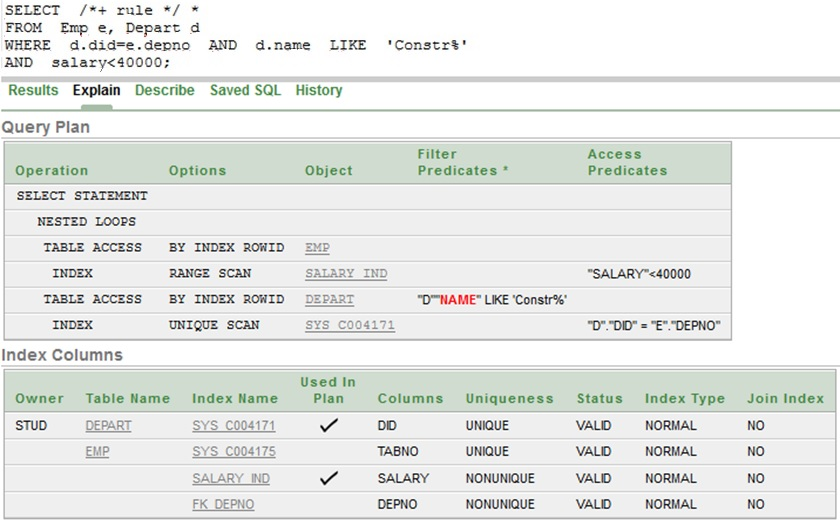 SELECT /*+ rule */ *
FROM Emp e, Depart d
WHERE d.did=e.depno AND d.name LIKE 'Constr%'
AND salary<40000;
Results Explain Describe Saved SQL History
Query Plan
Operation Options Object Filter Predicates * Access Predicates
SELECT STATEMENT
NESTED LOOPS
TABLE ACCESS BY INDEX ROWID EMP
INDEX RANGE SCAN SALARY_IND "SALARY"<40000
TABLE ACCESS BY INDEX ROWID DEPART "D""NAME" LIKE 'Constr%'
INDEX UNIQUE SCAN SYS_C004171 "D"."DID" = "E"."DEPNO"
Index Columns
Owner Table Name Index Name Used In Plan Columns Uniqueness Status Index Type Join Index
STUD DEPART SYS_C004171 ✓ DID UNIQUE VALID NORMAL NO
EMP SYS_C004175 TABNO UNIQUE VALID NORMAL NO
SALARY_IND ✓ SALARY NONUNIQUE VALID NORMAL NO
FK_DEPNO DEPNO NONUNIQUE VALID NORMAL NO